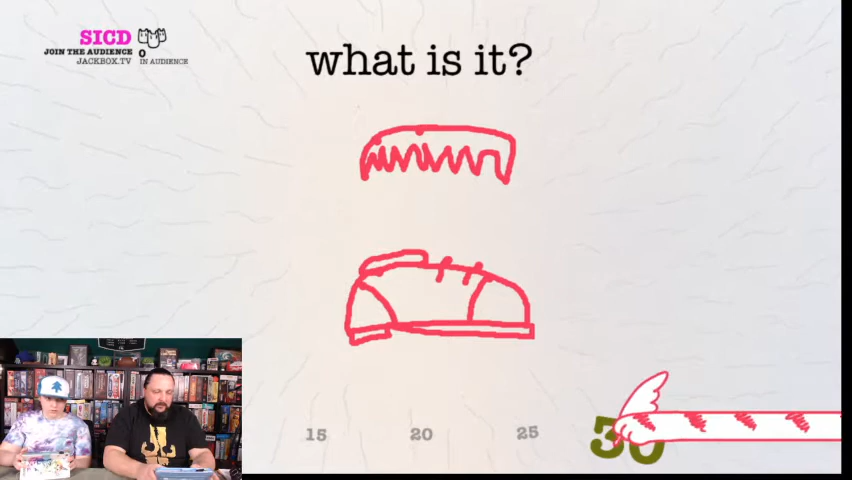 SICD
JOIN THE AUDIENCE 0
JACKBOX.TV IN AUDIENCE
what is it?
15 20 25 30